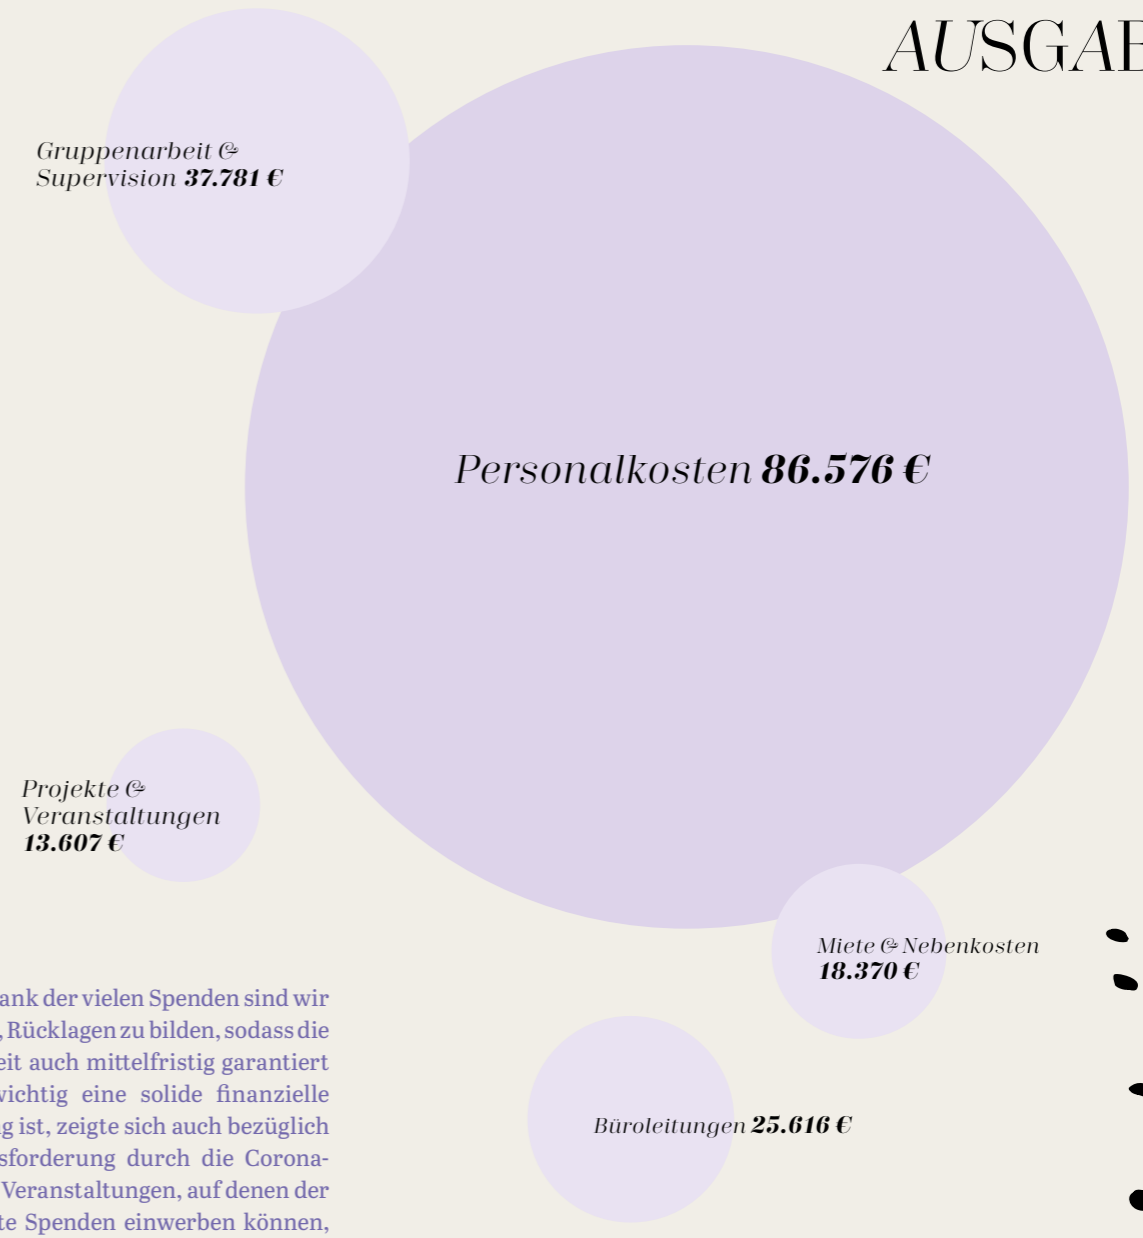 AUSGAB
Gruppenarbeit &
Supervision 37.781 €
Personalkosten 86.576 €
Projekte &
Veranstaltungen
13.607 €
Miete & Nebenkosten
18.370 €
Büroleitungen 25.616 €
ank der vielen Spenden sind wir
, Rücklagen zu bilden, sodass die
eit auch mittelfristig garantiert
wichtig eine solide finanzielle
g ist, zeigte sich auch bezüglich
sforderung durch die Corona-
Veranstaltungen, auf denen der
te Spenden einwerben können,